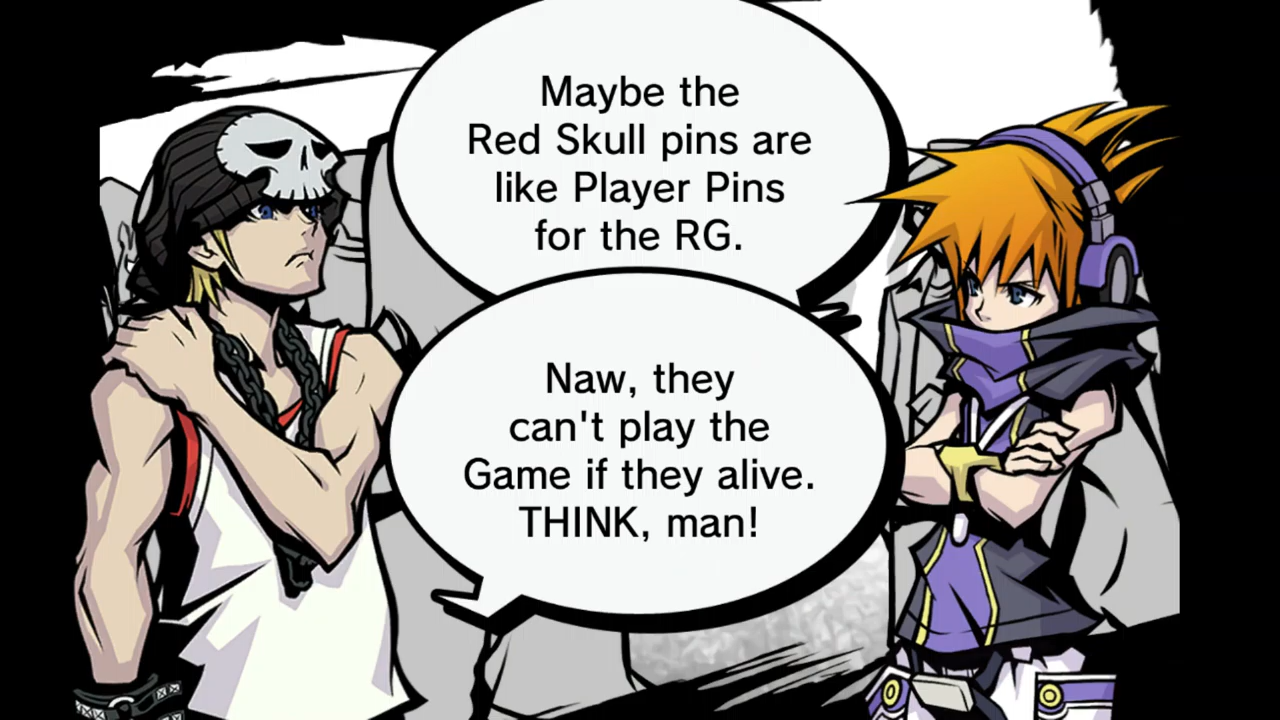 Maybe the
Red Skull pins are
like Player Pins
for the RG.
Naw, they
can't play the
Game if they alive.
THINK, man!